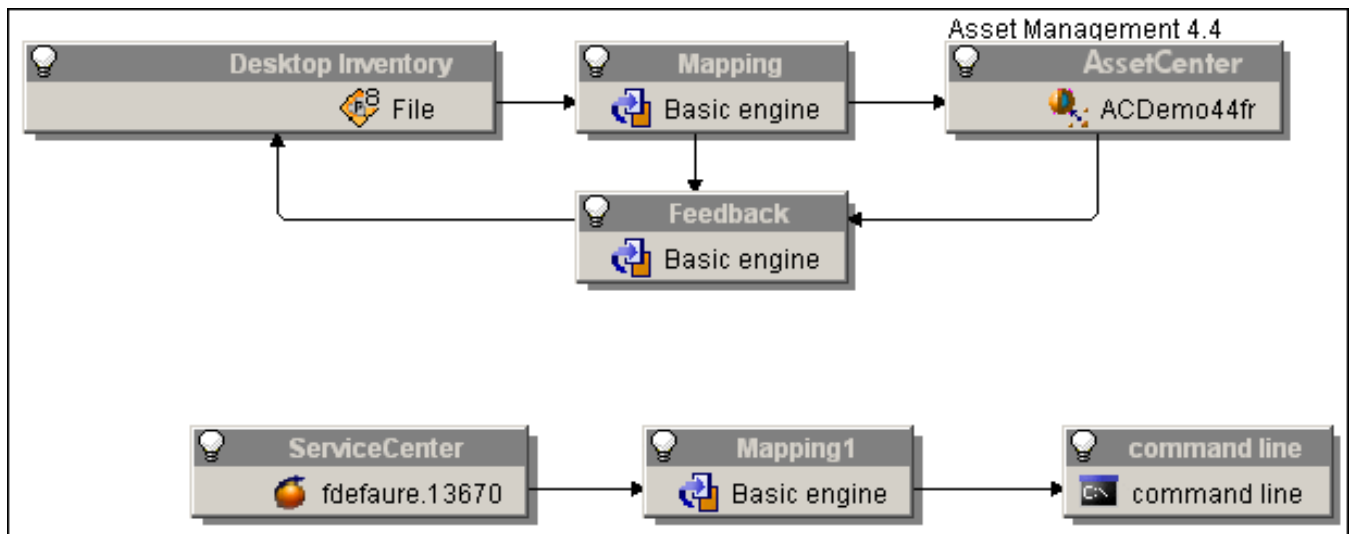 Asset Management 4.4
Desktop Inventory
Mapping
AssetCenter
File
Basic engine
ACDemo44fr
Feedback
Basic engine
ServiceCenter
Mapping1
command line
fdefaure.13670
Basic engine
command line